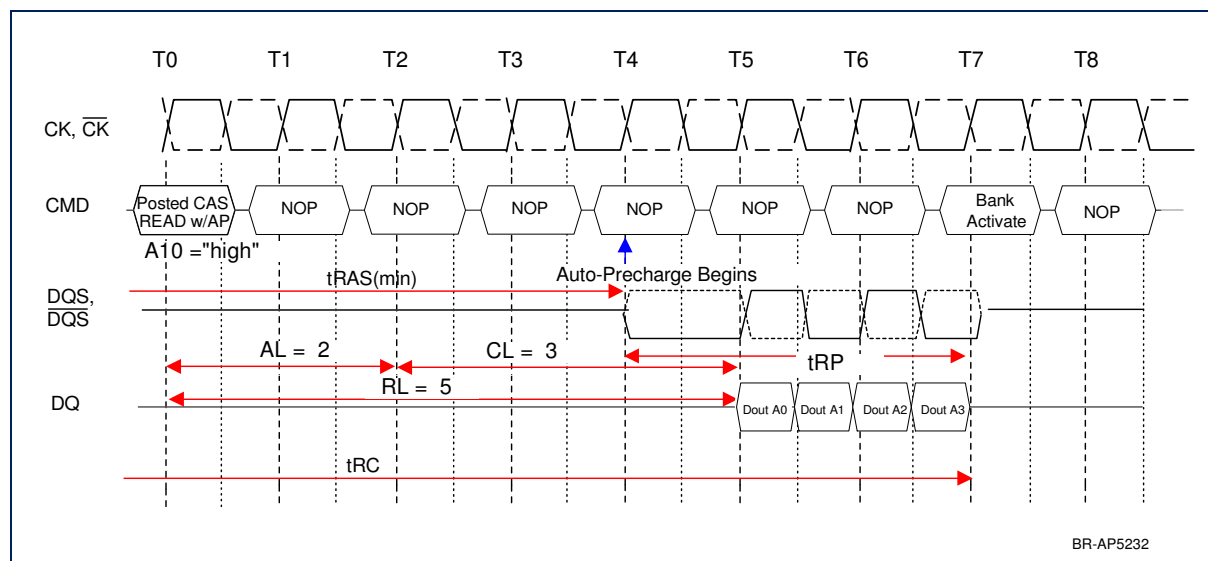 T0 T1 T2 T3 T4 T5 T6 T7 T8
CK, CK
CMD
Posted CAS
READ w/AP
NOP NOP NOP NOP NOP NOP
Bank
Activate
NOP
A10 ="high"
Auto-Precharge Begins
tRAS(min)
DQS,
DQS
AL = 2
CL = 3
tRP
RL = 5
DQ
Dout A0 Dout A1 Dout A2 Dout A3
tRC
BR-AP5232